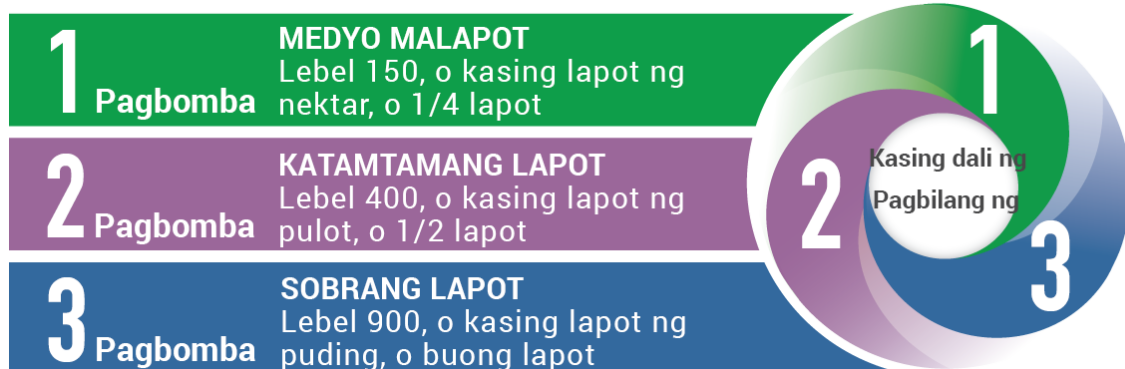 1 Pagbomba
MEDYO MALAPOT
Lebel 150, o kasing lapot ng
nektar, o 1/4 lapot
2 Pagbomba
KATAMTAMANG LAPOT
Lebel 400, o kasing lapot ng
pulot, o 1/2 lapot
3 Pagbomba
SOBRANG LAPOT
Lebel 900, o kasing lapot ng
puding, o buong lapot
Kasing dali ng
Pagbilang ng
1
2
3